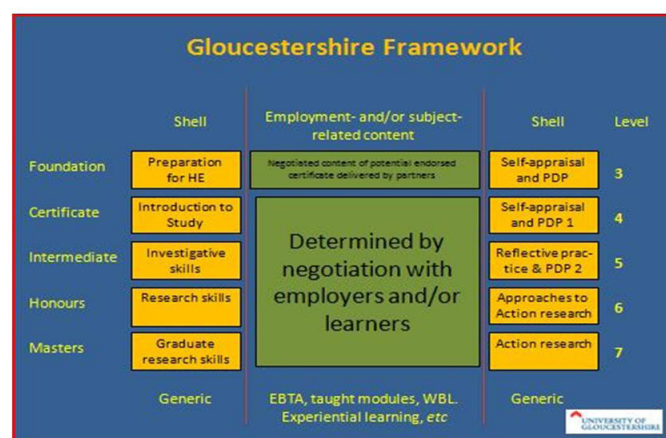 Gloucestershire Framework
Shell
Employment- and/or subject-
related content
Shell
Level
Foundation
Preparation
for HE
Negotiated content of potential endorsed
certificate delivered by partners
Self-appraisal
and PDP
3
Certificate
Introduction to
Study
Determined by
negotiation with
employers and/or
learners
Self-appraisal
and PDP 1
4
Intermediate
Investigative
skills
Reflective prac-
tice & PDP 2
5
Honours
Research skills
Approaches to
Action research
6
Masters
Graduate
research skills
Action research
7
Generic
EBTA, taught modules, WBL.
Experiential learning, etc
Generic
UNIVERSITY OF
GLOUCESTERSHIRE